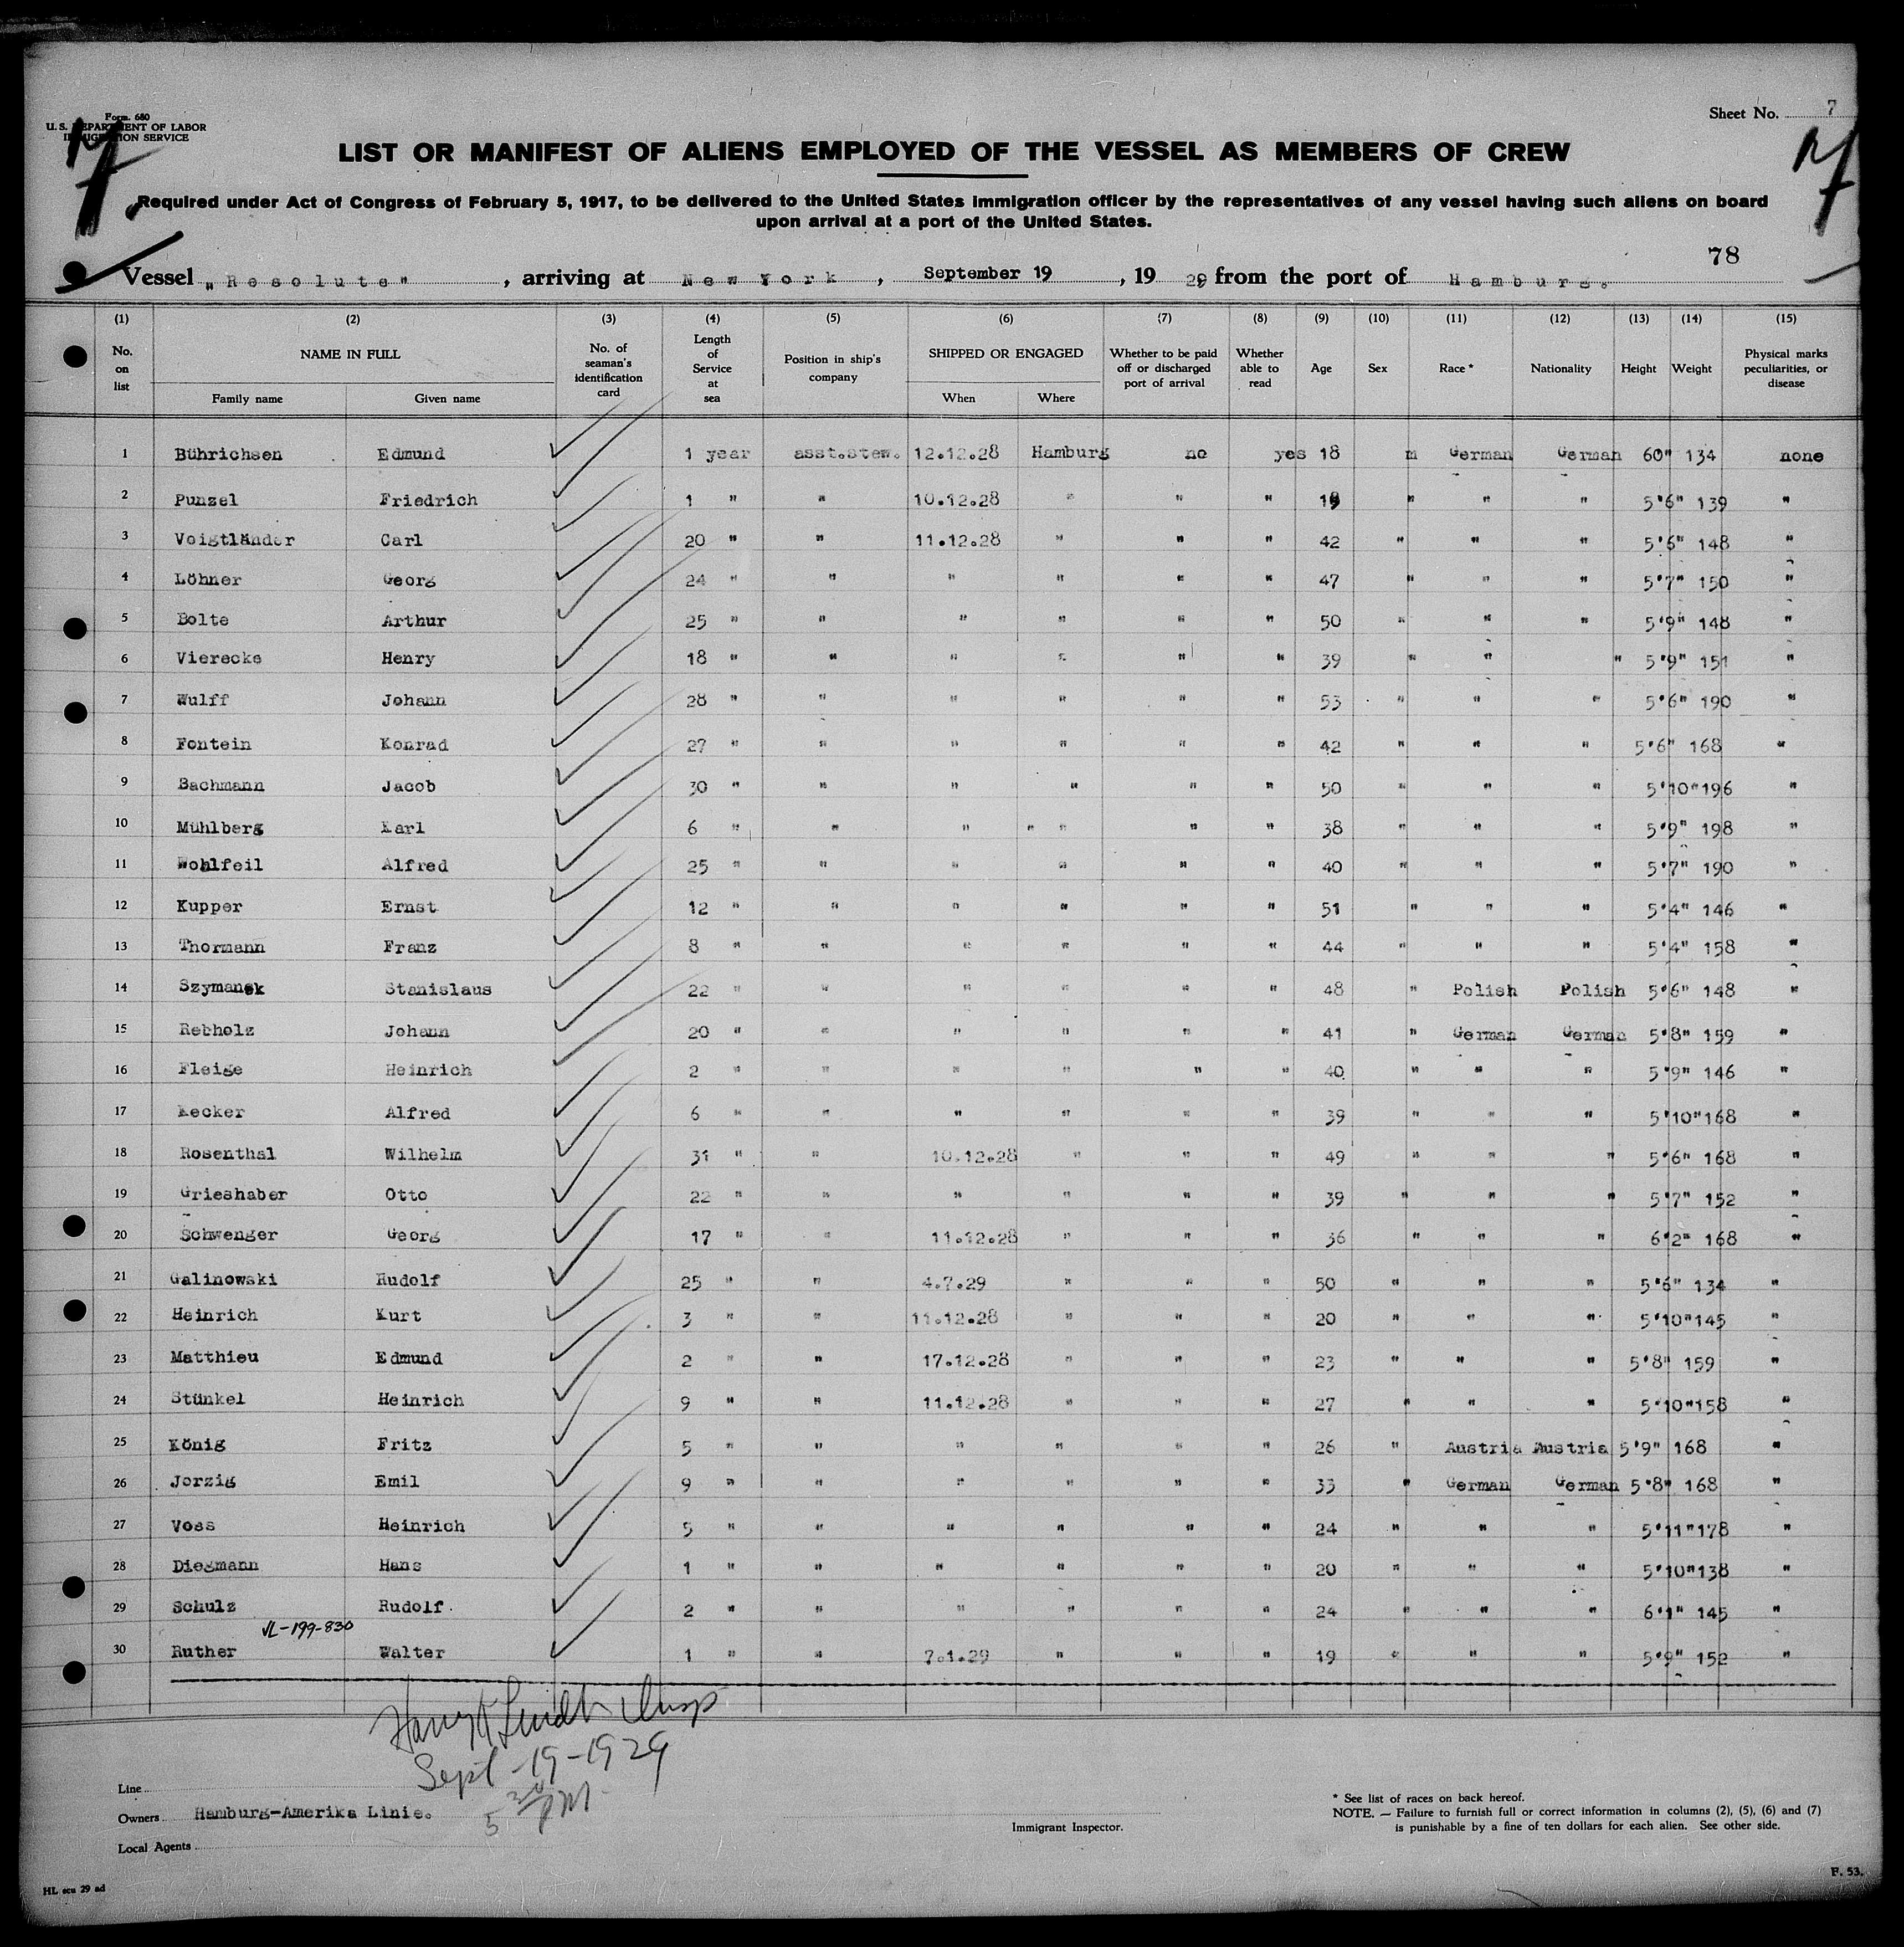 Form 680
U. S. DEPARTMENT OF LABOR
IMMIGRATION SERVICE
Sheet No. 7
7
7
LIST OR MANIFEST OF ALIENS EMPLOYED OF THE VESSEL AS MEMBERS OF CREW
Required under Act of Congress of February 5, 1917, to be delivered to the United States immigration officer by the representatives of any vessel having such aliens on board
upon arrival at a port of the United States.
78
Vessel „Resolute" , arriving at New York , September 19 , 19 29 from the port of Hamburg.
(1) (2) (3) (4) (5) (6) (7) (8) (9) (10) (11) (12) (13) (14) (15)
No. on list NAME IN FULL Family name Given name No. of seaman's identification card Length of Service at sea Position in ship's company SHIPPED OR ENGAGED When Where Whether to be paid off or discharged port of arrival Whether able to read Age Sex Race * Nationality Height Weight Physical marks peculiarities, or disease
1 Bührichsen Edmund 1 year asst.stew. 12.12.28 Hamburg no yes 18 m German German 60" 134 none
2 Punzel Friedrich 1 " " 10.12.28 " " " 19 " " " 5'6" 139 "
3 Voigtländer Carl 20 " " 11.12.28 " " " 42 " " " 5'6" 148 "
4 Löhner Georg 24 " " " " " " 47 " " " 5'7" 150 "
5 Bolte Arthur 25 " " " " " " 50 " " " 5'9" 148 "
6 Vierecke Henry 18 " " " " " " 39 " " " 5'9" 151 "
7 Wulff Johann 28 " " " " " " 53 " " " 5'6" 190 "
8 Fontein Konrad 27 " " " " " " 42 " " " 5'6" 168 "
9 Bachmann Jacob 30 " " " " " " 50 " " " 5'10" 196 "
10 Mühlberg Karl 6 " " " " " " " 38 " " " 5'9" 198 "
11 Wohlfeil Alfred 25 " " " " " " 40 " " " 5'7" 190 "
12 Kupper Ernst 12 " " " " " " 51 " " " 5'4" 146 "
13 Thormann Franz 8 " " " " " " 44 " " " 5'4" 158 "
14 Szymanek Stanislaus 22 " " " " " " 48 " Polish Polish 5'6" 148 "
15 Rebholz Johann 20 " " " " " " 41 " German German 5'8" 159 "
16 Fleige Heinrich 2 " " " " " " 40 " " " 5'9" 146 "
17 Kecker Alfred 6 " " " " " " 39 " " " 5'10" 168 "
18 Rosenthal Wilhelm 31 " " 10.12.28 " " " 49 " " " 5'6" 168 "
19 Grieshaber Otto 22 " " " " " " 39 " " " 5'7" 152 "
20 Schwenger Georg 17 " " 11.12.28 " " " 36 " " " 6'2" 168 "
21 Galinowski Rudolf 25 " " 4.7.29 " " " 50 " " " 5'6" 134 "
22 Heinrich Kurt 3 " " 11.12.28 " " " 20 " " " 5'10" 145 "
23 Matthieu Edmund 2 " " 17.12.28 " " " 23 " " " 5'8" 159 "
24 Stünkel Heinrich 9 " " 11.12.28 " " " 27 " " " 5'10" 158 "
25 König Fritz 5 " " " " " " 26 " Austria Austria 5'9" 168 "
26 Jorzig Emil 9 " " " " " " 33 " German German 5'8" 168 "
27 Voss Heinrich 5 " " " " " " 24 " " " 5'11" 178 "
28 Diegmann Hans 1 " " " " " " 20 " " " 5'10" 138 "
29 Schulz Rudolf 2 " " " " " " 24 " " " 6'1" 145 "
VL-199-830
30 Ruther Walter 1 " " 7.1.29 " " " 19 " " " 5'9" 152 "
Sept-19-1929
5 30 PM
Line
Owners Hamburg-Amerika Linie.
Local Agents
Immigrant Inspector.
* See list of races on back hereof.
NOTE. — Failure to furnish full or correct information in columns (2), (5), (6) and (7)
is punishable by a fine of ten dollars for each alien. See other side.
HL scu 29 ad
F. 53.